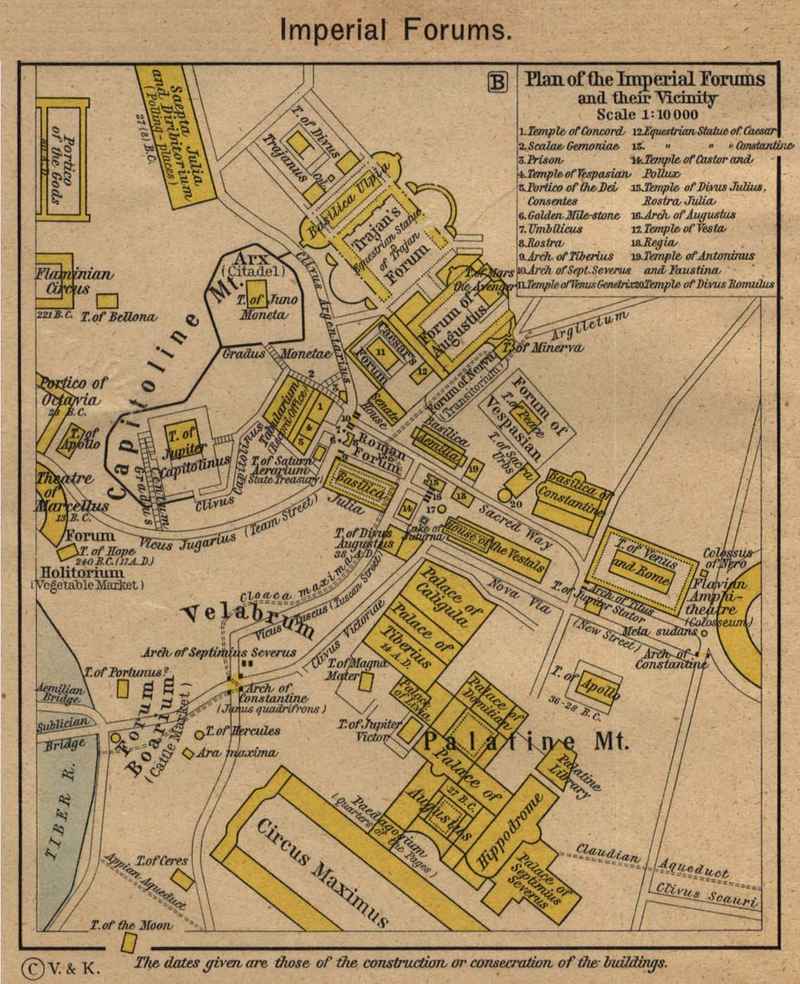 Imperial Forums.
B
Plan of the Imperial Forums
and their Vicinity
Scale 1:10 000
1. Temple of Concord
2. Scalae Gemoniae
3. Prison
4. Temple of Vespasian
5. Portico of the Dei
Consentes
6. Golden Mile-stone
7. Umbilicus
8. Rostra
9. Arch of Tiberius
10. Arch of Sept. Severus
11. Temple of Venus Genetrix
12. Equestrian Statue of Caesar
13. " " " Constantine
14. Temple of Castor and
Pollux
15. Temple of Divus Julius,
Rostra Julia
16. Arch of Augustus
17. Temple of Vesta
18. Regia
19. Temple of Antoninus
and Faustina
20. Temple of Divus Romulus
Saepta Julia
and Diribitorium
(Polling-places)
27 (8) B.C.
Portico
of the Gods
T. of Divus
Trajanus
Basilica Ulpia
Equestrian Statue
of Trajan
Trajan's
Forum
Arx
(Citadel)
T. of Juno
Moneta
Clivus Argentarius
T. of Mars
the Avenger
Forum of
Augustus
Flaminian
Circus
221 B.C.
T. of Bellona
Capitoline Mt.
Gradus Monetae
Caesar's
Forum
11
12
Argiletum
T. of Minerva
Forum of Nerva
(Transitorium)
Senate
House
Portico of
Octavia
T. of
Apollo
Tabularium
(Record-Office)
2
1
Forum of
Vespasian
T. of Peace
T. of Sacra
Urbis
Basilica
Aemilia
T. of
Jupiter
Capitolinus
Clivus
Capitolinus
T. of Saturn
Aerarium
(State Treasury)
Roman
Forum
Theatre
of
Marcellus
13 B.C.
Basilica
Julia
Basilica of
Constantine
19
20
17
Vicus Jugarius (Team Street)
Forum
Holitorium
(Vegetable Market)
T. of Hope
240 B.C. (17 A.D.)
T. of Divus
Augustus
38 A.D.
Lake of
Juturna
House of the Vestals
Sacred Way
T. of Venus
and Rome
Colossus
of Nero
Flavian
Amphi-
theatre
(Colosseum)
Arch of Titus
T. of Jupiter Stator
Nova Via
(New Street)
Meta sudans
Arch of
Constantine
Cloaca maxima
Velabrum
Vicus Tuscus (Tuscan Street)
Clivus Victoriae
Palace of
Caligula
Palace of
Tiberius
Arch of Septimius Severus
T. of Portunus?
T. of Magna
Mater
T. of Apollo
36-28 B.C.
Arch of
Constantine
(Janus quadrifrons)
Palace of
Domitian
T. of Jupiter
Victor
Palatine Mt.
Aemilian
Bridge
Sublician
Bridge
Forum
Boarium
(Cattle Market)
T. of Hercules
Ara maxima
Palace of
Augustus
27 B.C.
Palatine
Library
Hippodrome
Paedagogium
(Quarters of the Pages)
Circus Maximus
Palace of
Septimius
Severus
TIBER R.
T. of Ceres
Appian Aqueduct
Claudian Aqueduct
Clivus Scauri
T. of the Moon
© V. & K.
The dates given are those of the construction or consecration of the buildings.